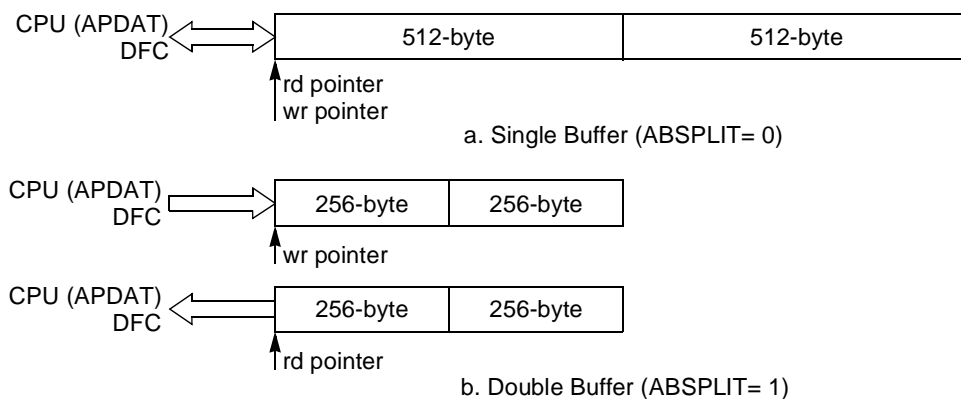 CPU (APDAT)
DFC
512-byte
512-byte
rd pointer
wr pointer
a. Single Buffer (ABSPLIT= 0)
CPU (APDAT)
DFC
256-byte
256-byte
wr pointer
CPU (APDAT)
DFC
256-byte
256-byte
rd pointer
b. Double Buffer (ABSPLIT= 1)